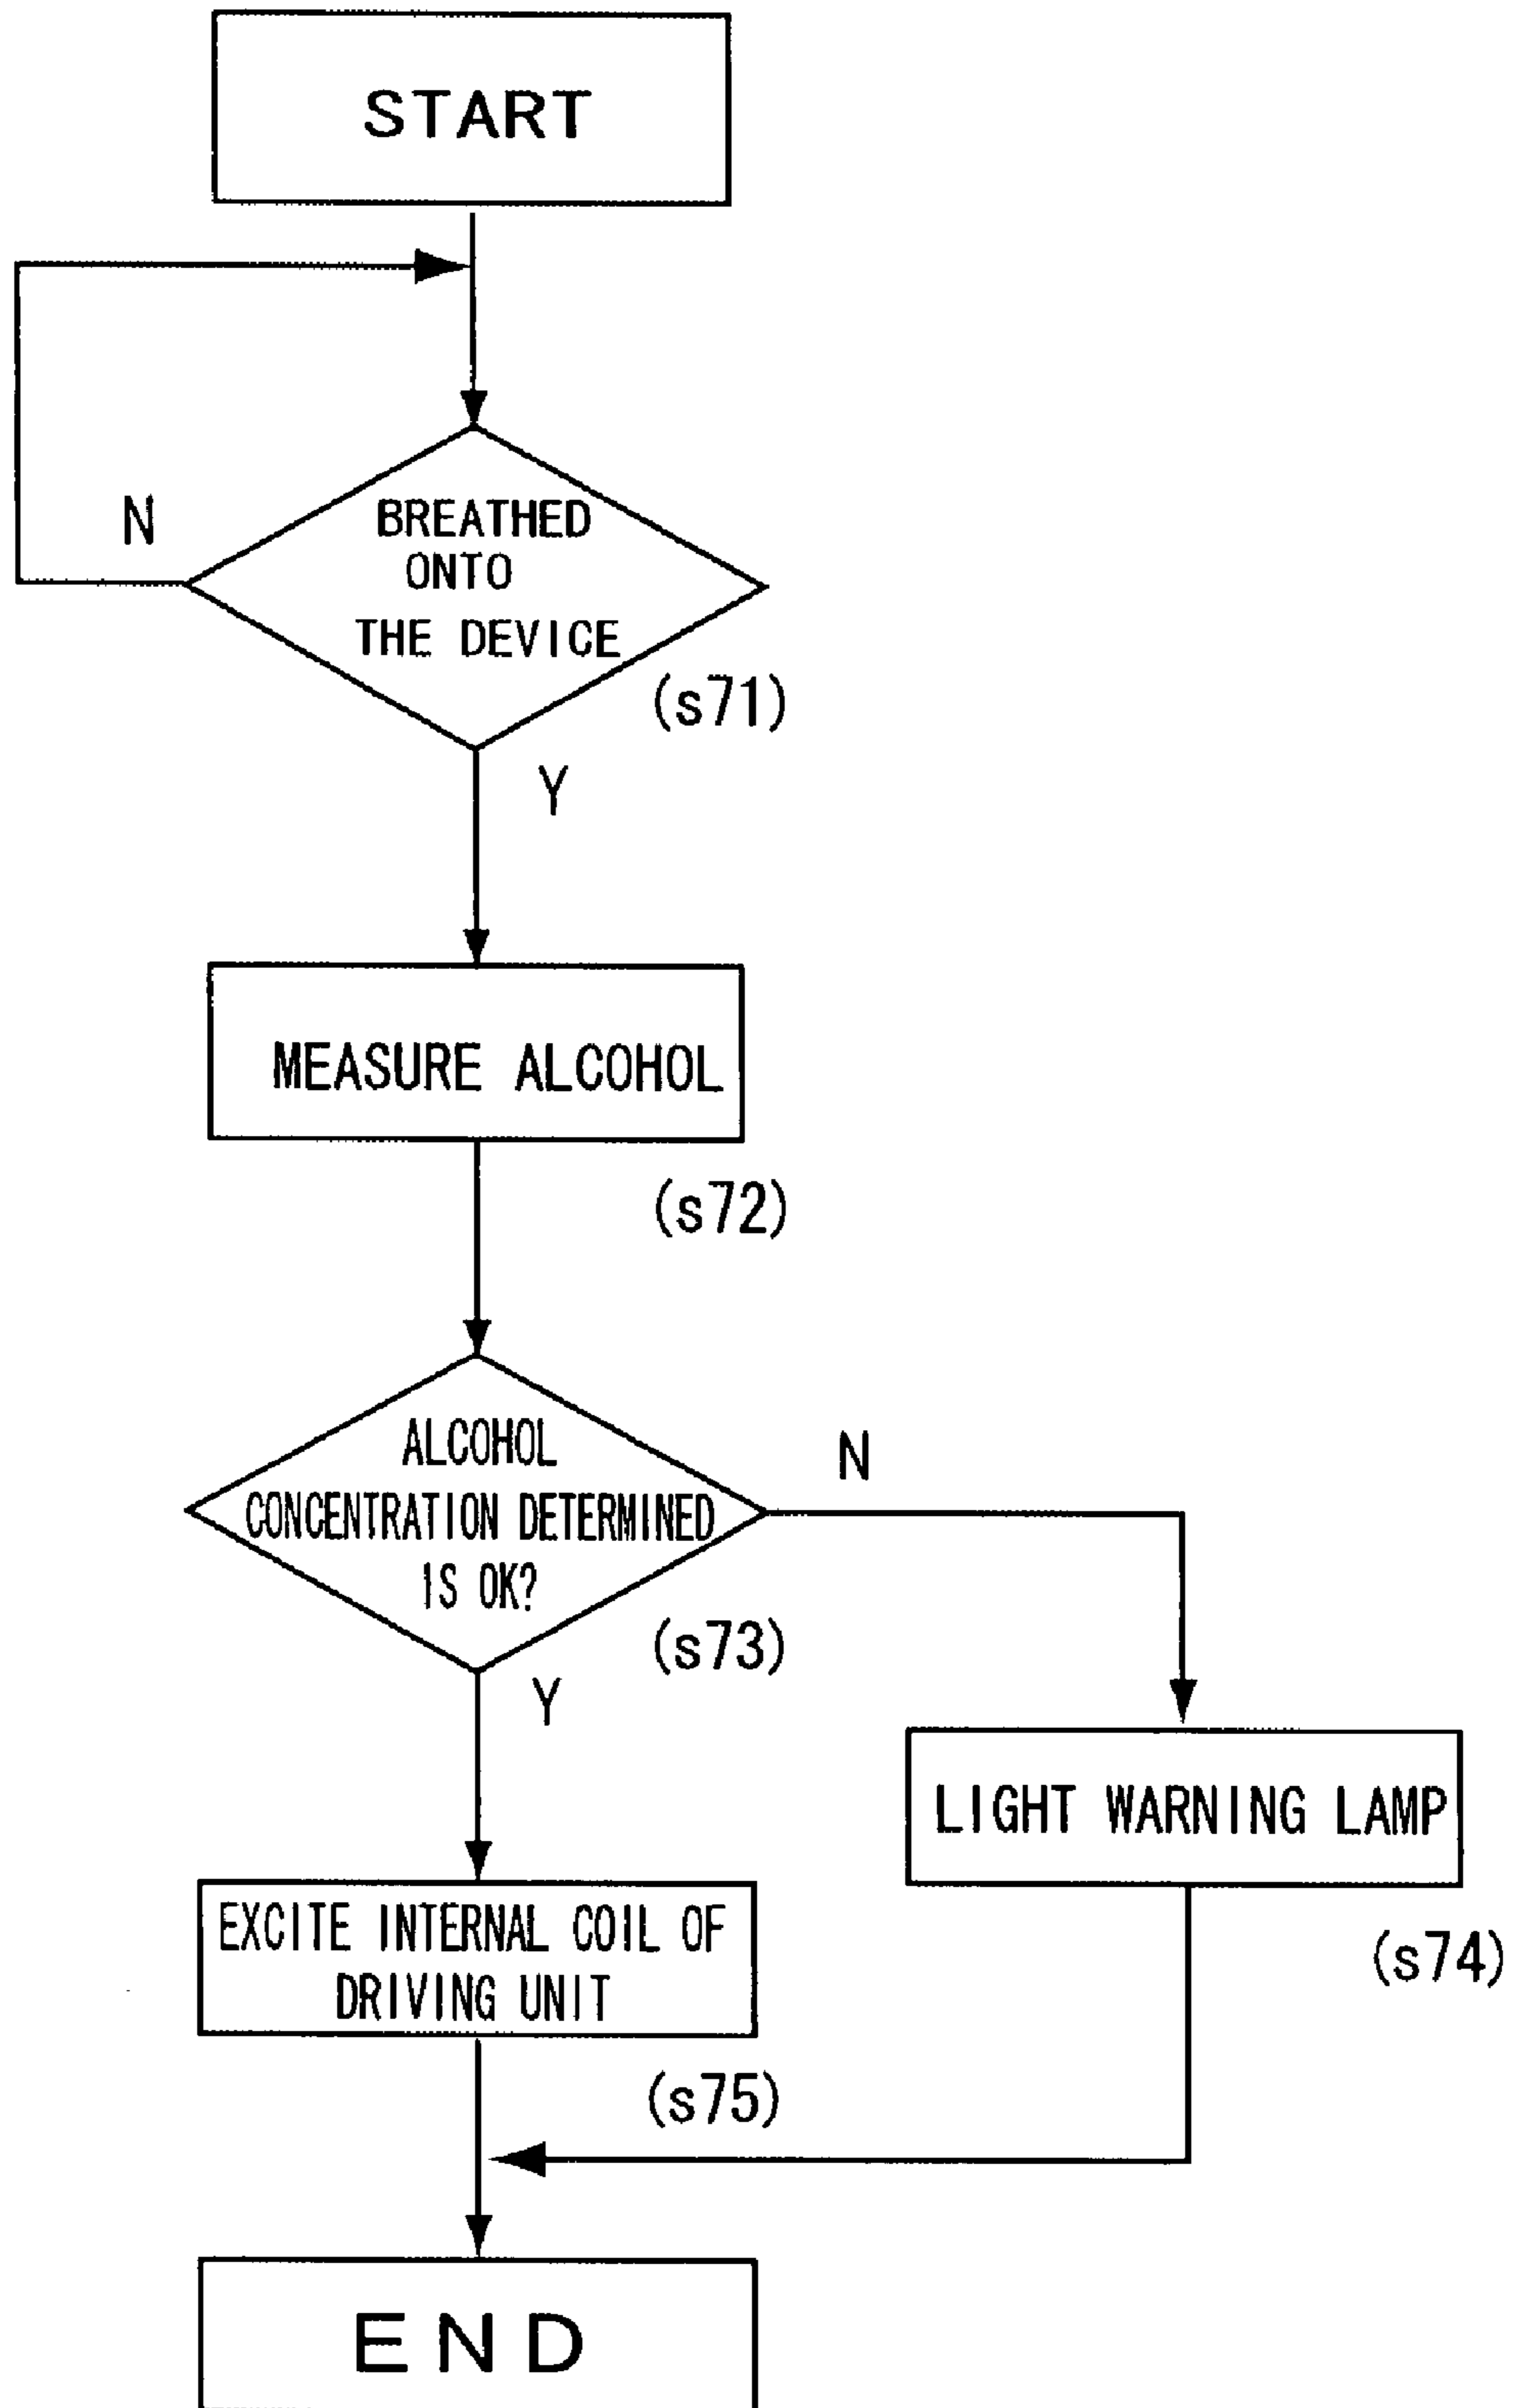 START
N
BREATHED
ONTO
THE DEVICE
(s71)
Y
MEASURE ALCOHOL
(s72)
ALCOHOL
CONCENTRATION DETERMINED
IS OK?
N
(s73)
Y
LIGHT WARNING LAMP
(s74)
EXCITE INTERNAL COIL OF
DRIVING UNIT
(s75)
END